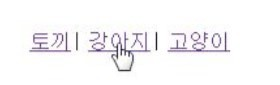 토끼 | 강아지 | 고양이